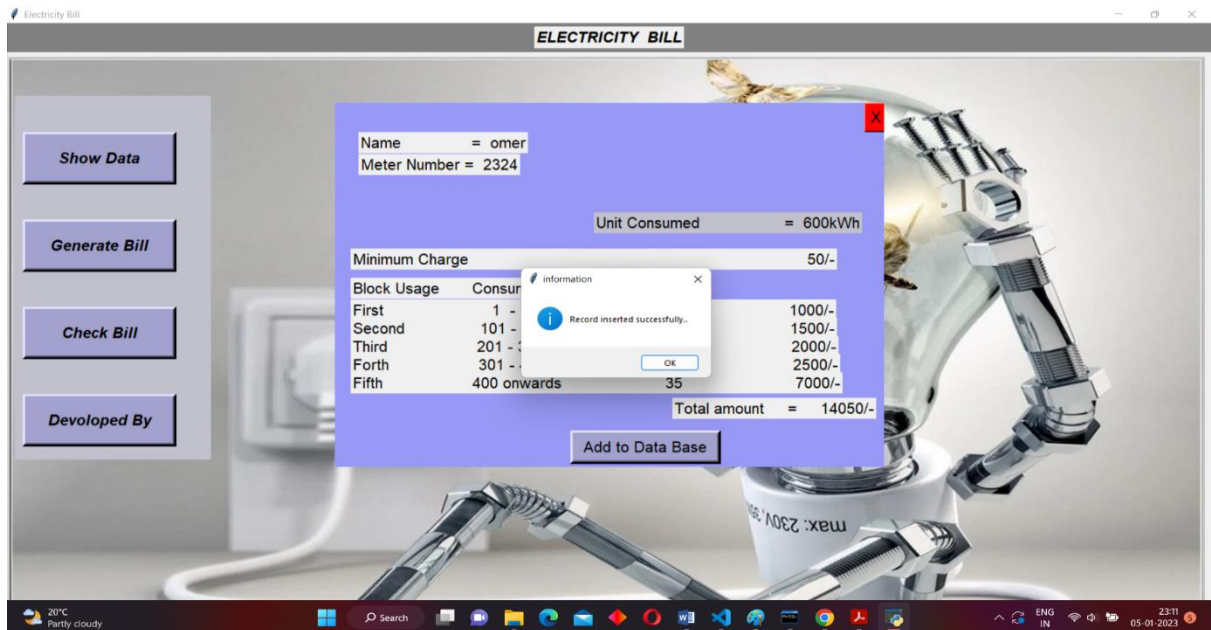 Electricity Bill
ELECTRICITY BILL
Show Data
Generate Bill
Check Bill
Devoloped By
X
Name = omer
Meter Number = 2324
Unit Consumed = 600kWh
Minimum Charge 50/-
Block Usage
First 1 - 1000/-
Second 101 - 1500/-
Third 201 - 2000/-
Forth 301 - 2500/-
Fifth 400 onwards 35 7000/-
Total amount = 14050/-
Add to Data Base
information
Record inserted successfully..
OK
max: 230V,
20°C
Partly cloudy
Search
ENG
IN
23:11
05-01-2023